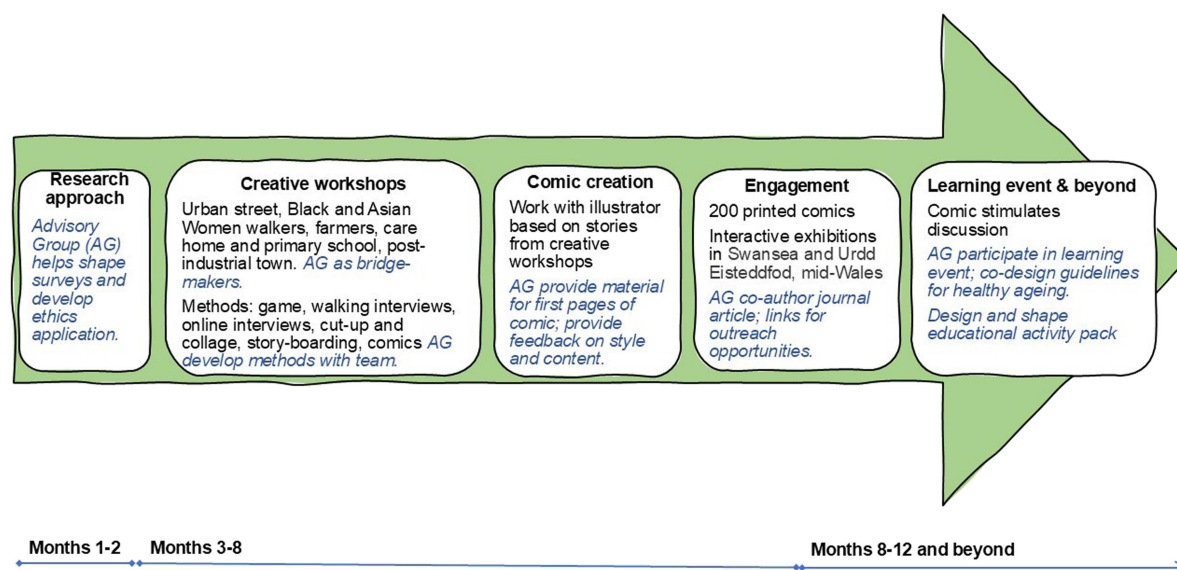 Research
approach
Advisory
Group (AG)
helps shape
surveys and
develop
ethics
application.
Creative workshops
Urban street, Black and Asian
Women walkers, farmers, care
home and primary school, post-
industrial town. AG as bridge-
makers.
Methods: game, walking interviews,
online interviews, cut-up and
collage, story-boarding, comics AG
develop methods with team.
Comic creation
Work with illustrator
based on stories
from creative
workshops
AG provide material
for first pages of
comic; provide
feedback on style
and content.
Engagement
200 printed comics
Interactive exhibitions
in Swansea and Urdd
Eisteddfod, mid-Wales
AG co-author journal
article; links for
outreach
opportunities.
Learning event & beyond
Comic stimulates
discussion
AG participate in learning
event; co-design guidelines
for healthy ageing.
Design and shape
educational activity pack
Months 1-2
Months 3-8
Months 8-12 and beyond